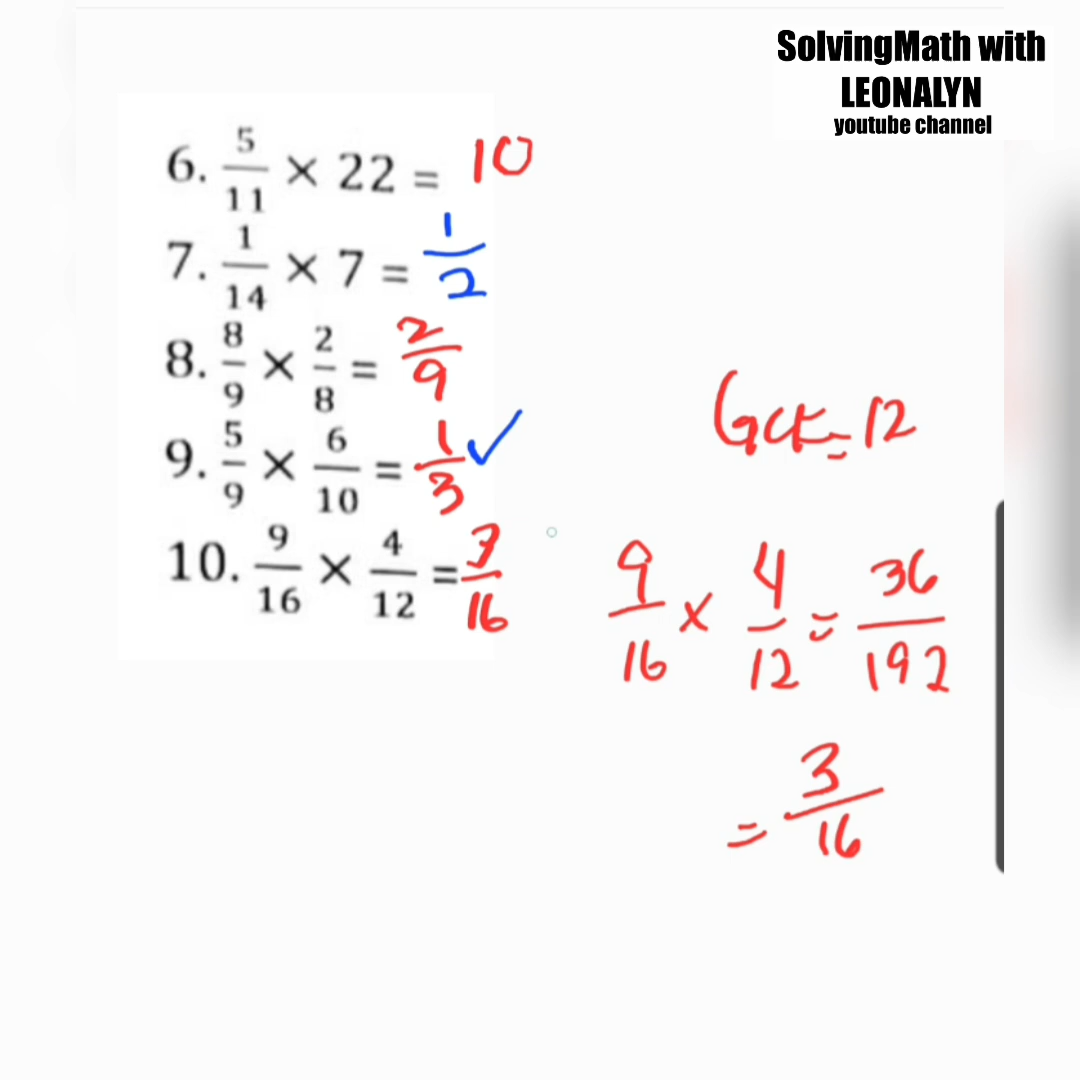 SolvingMath with
LEONALYN
youtube channel
6. 5/11 × 22 = 10
7. 1/14 × 7 = 1/2
8. 8/9 × 2/8 = 2/9
9. 5/9 × 6/10 = 1/3 ✓
10. 9/16 × 4/12 = 3/16
GCF = 12
9/16 × 4/12 = 36/192
= 3/16